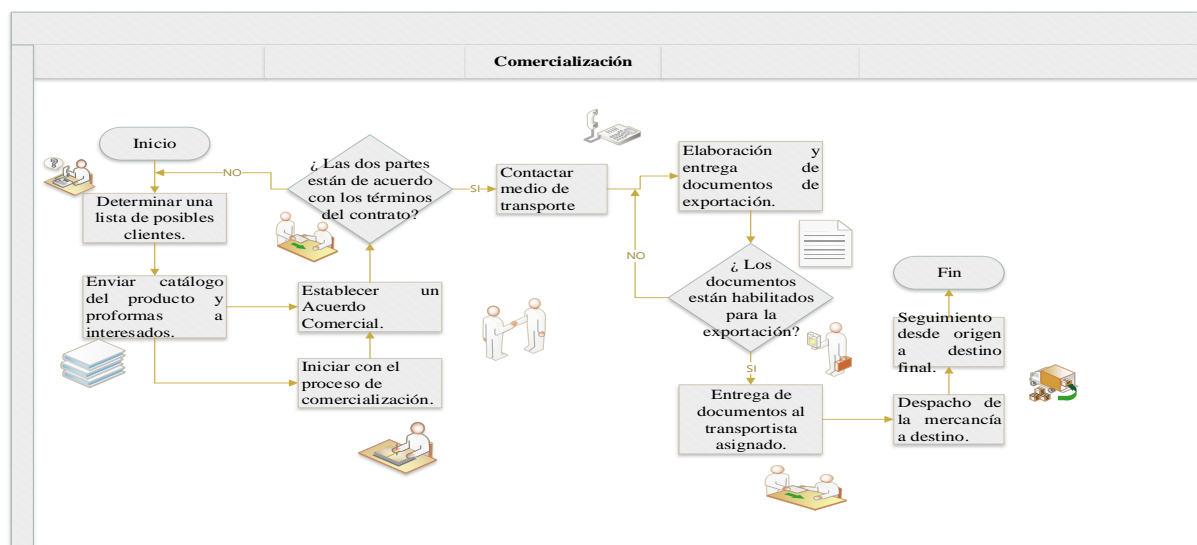 Comercialización
Inicio
Determinar una
lista de posibles
clientes.
Enviar catálogo
del producto y
proformas a
interesados.
Iniciar con el
proceso de
comercialización.
Establecer un
Acuerdo
Comercial.
¿ Las dos partes
están de acuerdo
con los términos
del contrato?
NO
SI
Contactar
medio de
transporte
Elaboración y
entrega de
documentos de
exportación.
¿ Los
documentos
están habilitados
para la
exportación?
NO
SI
Entrega de
documentos al
transportista
asignado.
Despacho de
la mercancía
a destino.
Seguimiento
desde origen
a destino
final.
Fin